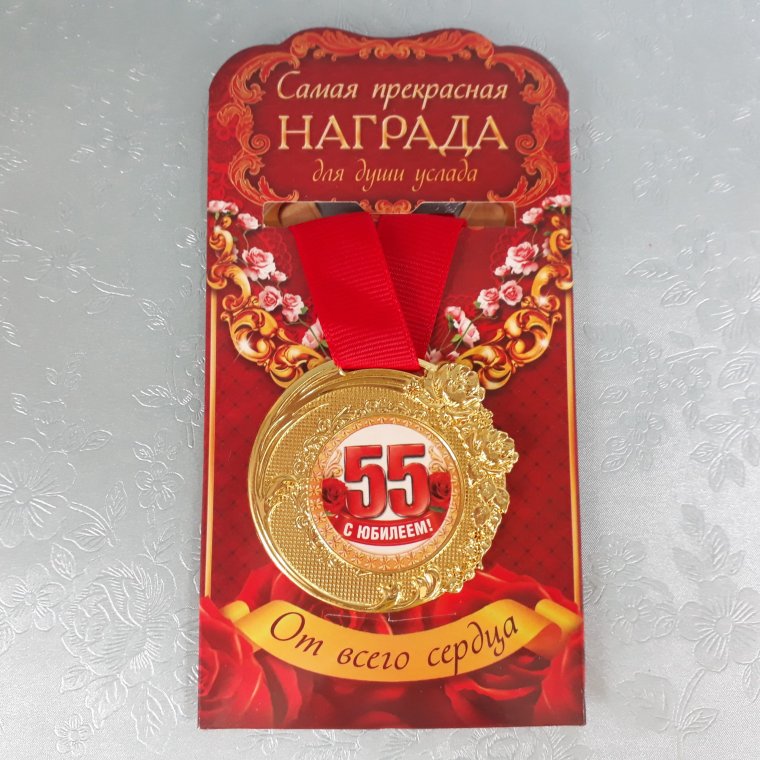 Самая прекрасная
НАГРАДА
для души услада
55
С ЮБИЛЕЕМ!
От всего сердца